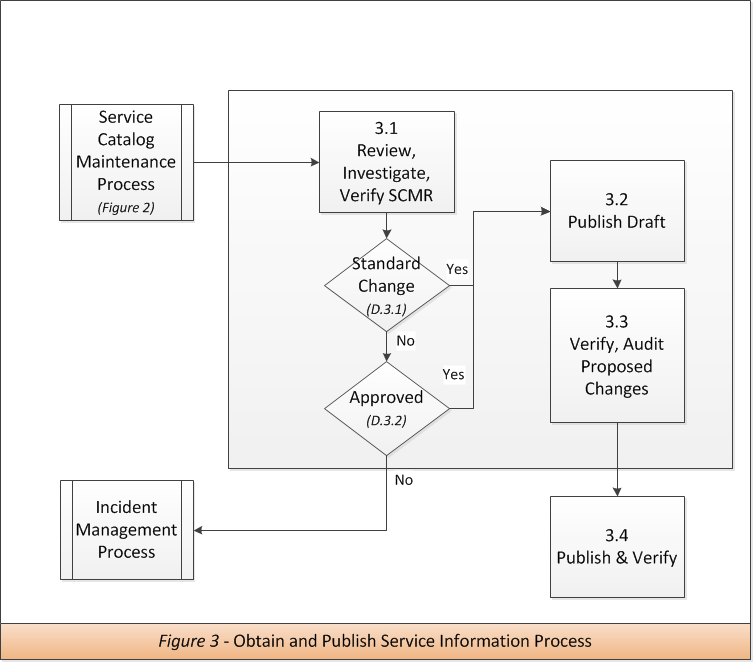 Service
Catalog
Maintenance
Process
(Figure 2)
3.1
Review,
Investigate,
Verify SCMR
3.2
Publish Draft
Standard
Change
(D.3.1)
Yes
No
3.3
Verify, Audit
Proposed
Changes
Approved
(D.3.2)
Yes
No
Incident
Management
Process
3.4
Publish & Verify
Figure 3 - Obtain and Publish Service Information Process